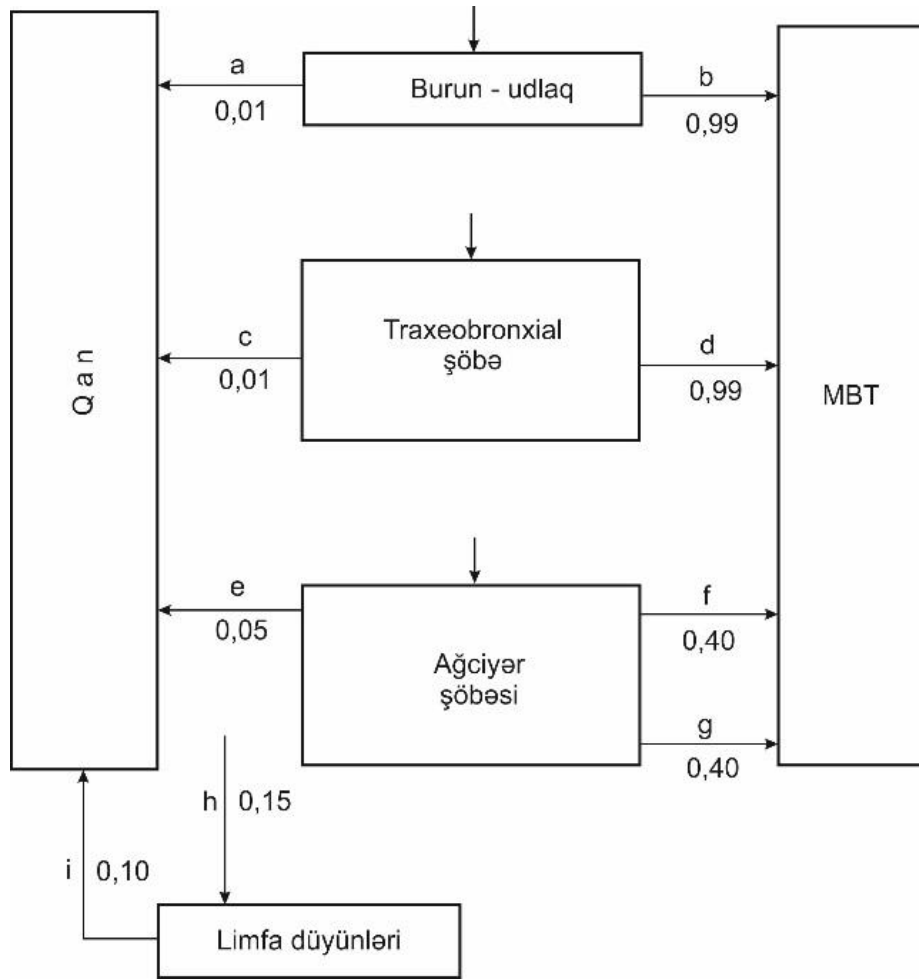 a
0,01
Burun - udlaq
b
0,99
Qan
c
0,01
Traxeobronxial
şöbə
d
0,99
MBT
e
0,05
Ağciyər
şöbəsi
f
0,40
g
0,40
h 0,15
i 0,10
Limfa düyünləri